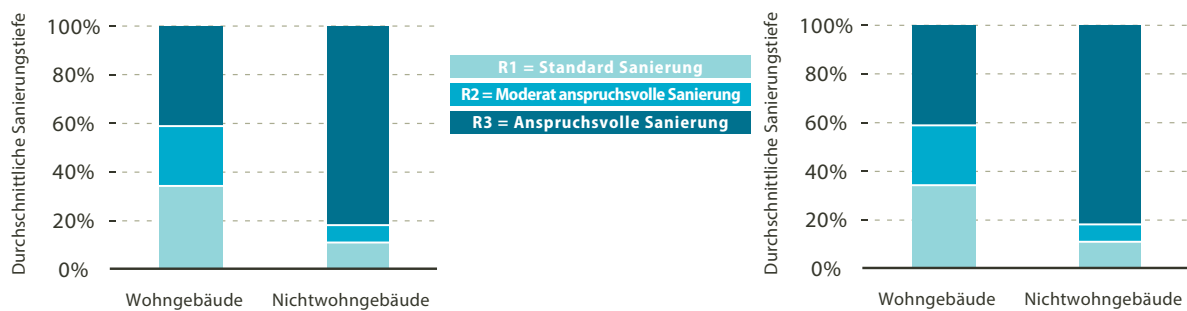 Durchschnittliche Sanierungstiefe
100%
80%
60%
40%
20%
0%
Wohngebäude
Nichtwohngebäude
R1 = Standard Sanierung
R2 = Moderat anspruchsvolle Sanierung
R3 = Anspruchsvolle Sanierung
Durchschnittliche Sanierungstiefe
100%
80%
60%
40%
20%
0%
Wohngebäude
Nichtwohngebäude